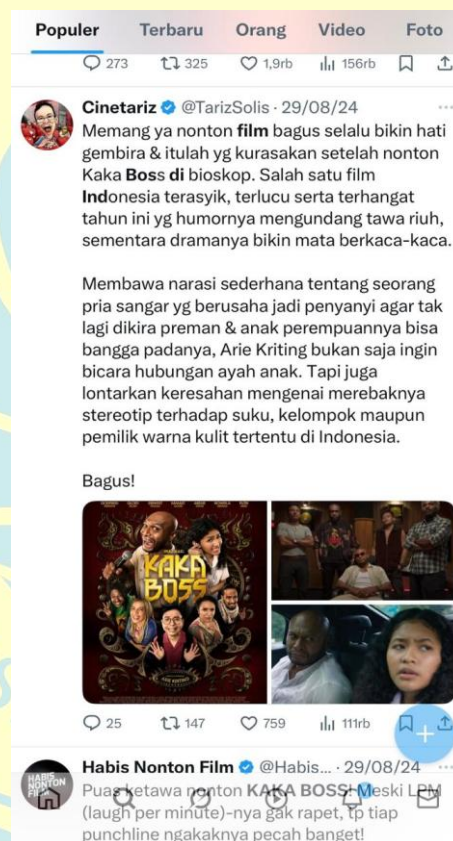 Populer Terbaru Orang Video Foto
273 325 1,9rb 156rb
Cinetariz @TarizSolis · 29/08/24 ...
Memang ya nonton film bagus selalu bikin hati
gembira & itulah yg kurasakan setelah nonton
Kaka Boss di bioskop. Salah satu film
Indonesia terasyik, terlucu serta terhangat
tahun ini yg humornya mengundang tawa riuh,
sementara dramanya bikin mata berkaca-kaca.
Membawa narasi sederhana tentang seorang
pria sangar yg berusaha jadi penyanyi agar tak
lagi dikira preman & anak perempuannya bisa
bangga padanya, Arie Kriting bukan saja ingin
bicara hubungan ayah anak. Tapi juga
lontarkan keresahan mengenai merebaknya
stereotip terhadap suku, kelompok maupun
pemilik warna kulit tertentu di Indonesia.
Bagus!
KAKA
BOSS
ARIE KRITING
25 147 759 111rb
Habis Nonton Film @Habis... · 29/08/24 ...
HABIS
NONTON
FILM
Puas ketawa nonton KAKA BOSS! Meski LPM
(laugh per minute)-nya gak rapet, tp tiap
punchline ngakaknya pecah banget!